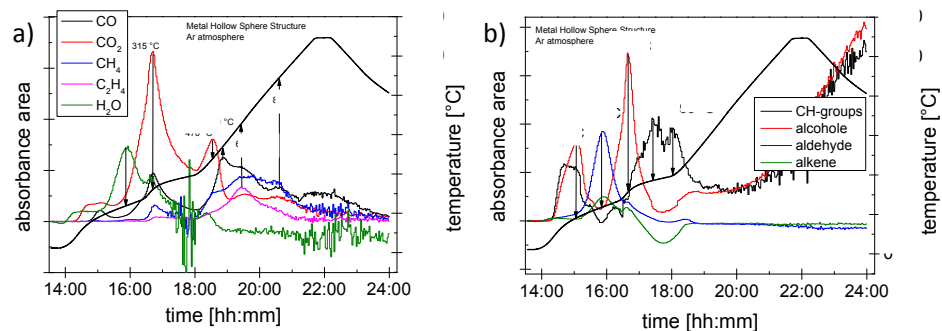 a)
CO
CO2
CH4
C2H4
H2O
315 °C
Metal Hollow Sphere Structure
Ar atmosphere
absorbance area
temperature [°C]
14:00 16:00 18:00 20:00 22:00 24:00
time [hh:mm]
b)
Metal Hollow Sphere Structure
Ar atmosphere
CH-groups
alcohole
aldehyde
alkene
absorbance area
temperature [°C]
14:00 16:00 18:00 20:00 22:00 24:00
time [hh:mm]